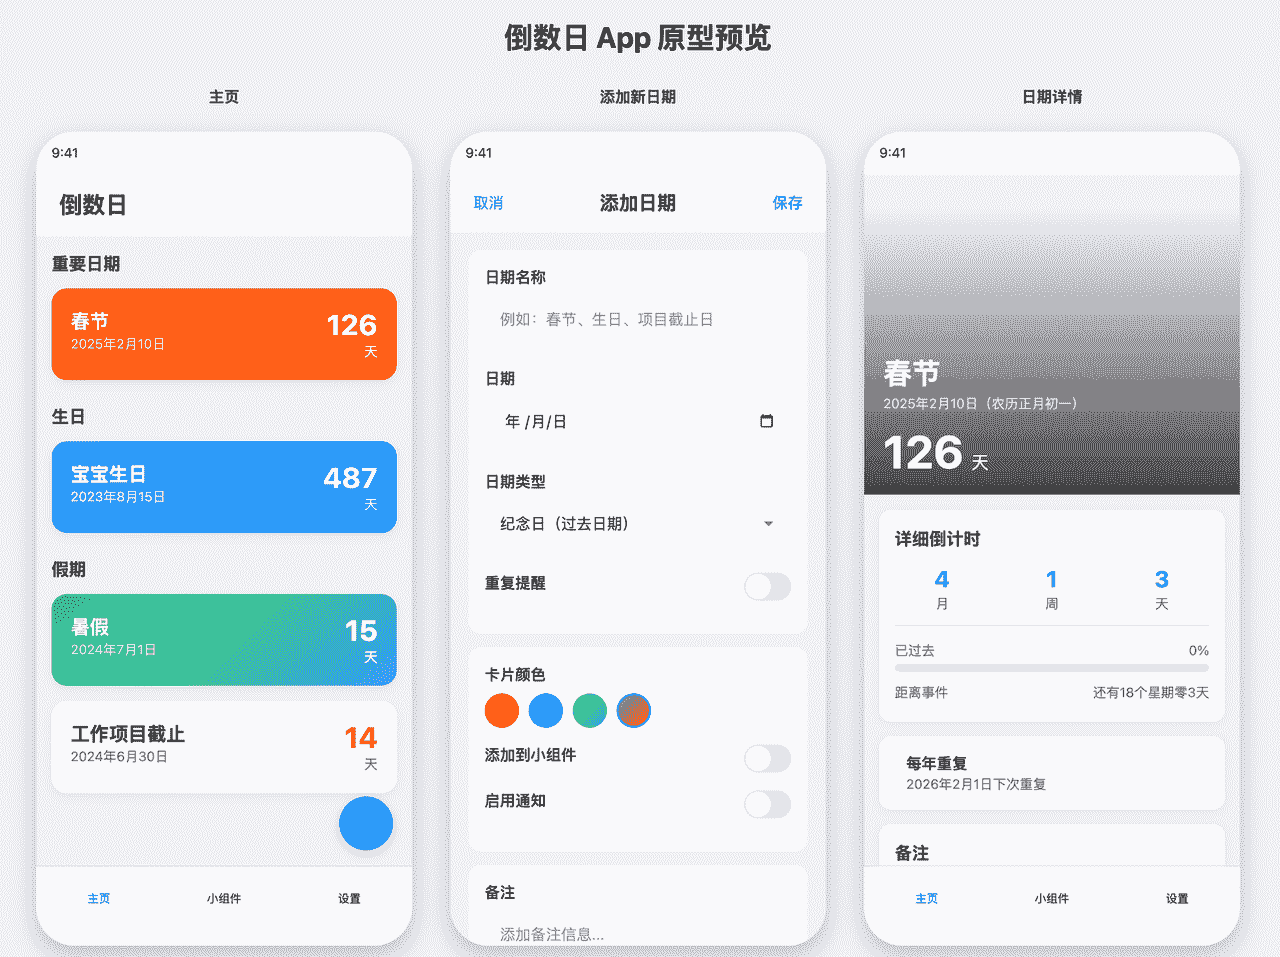 倒数日 App 原型预览
主页
9:41
倒数日
重要日期
春节
2025年2月10日
126
天
生日
宝宝生日
2023年8月15日
487
天
假期
暑假
2024年7月1日
15
天
工作项目截止
2024年6月30日
14
天
主页
小组件
设置
添加新日期
9:41
取消
添加日期
保存
日期名称
例如：春节、生日、项目截止日
日期
年 /月/日
日期类型
纪念日（过去日期）
重复提醒
卡片颜色
添加到小组件
启用通知
备注
添加备注信息...
日期详情
9:41
春节
2025年2月10日（农历正月初一）
126 天
详细倒计时
4
月
1
周
3
天
已过去
0%
距离事件
还有18个星期零3天
每年重复
2026年2月1日下次重复
备注
主页
小组件
设置